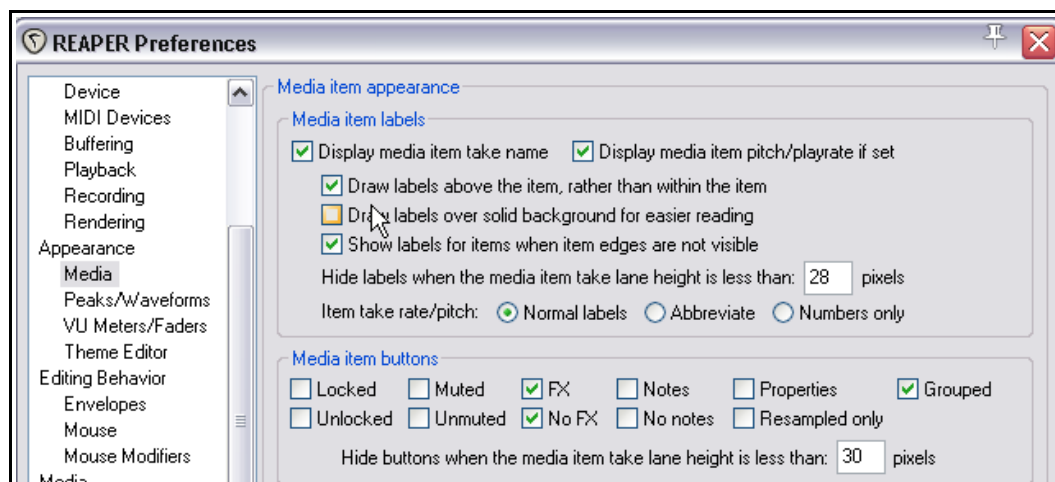 REAPER Preferences
Device
MIDI Devices
Buffering
Playback
Recording
Rendering
Appearance
Media
Peaks/Waveforms
VU Meters/Faders
Theme Editor
Editing Behavior
Envelopes
Mouse
Mouse Modifiers
Media
Media item appearance
Media item labels
Display media item take name Display media item pitch/playrate if set
Draw labels above the item, rather than within the item
Draw labels over solid background for easier reading
Show labels for items when item edges are not visible
Hide labels when the media item take lane height is less than: 28 pixels
Item take rate/pitch: Normal labels Abbreviate Numbers only
Media item buttons
Locked Muted FX Notes Properties Grouped
Unlocked Unmuted No FX No notes Resampled only
Hide buttons when the media item take lane height is less than: 30 pixels